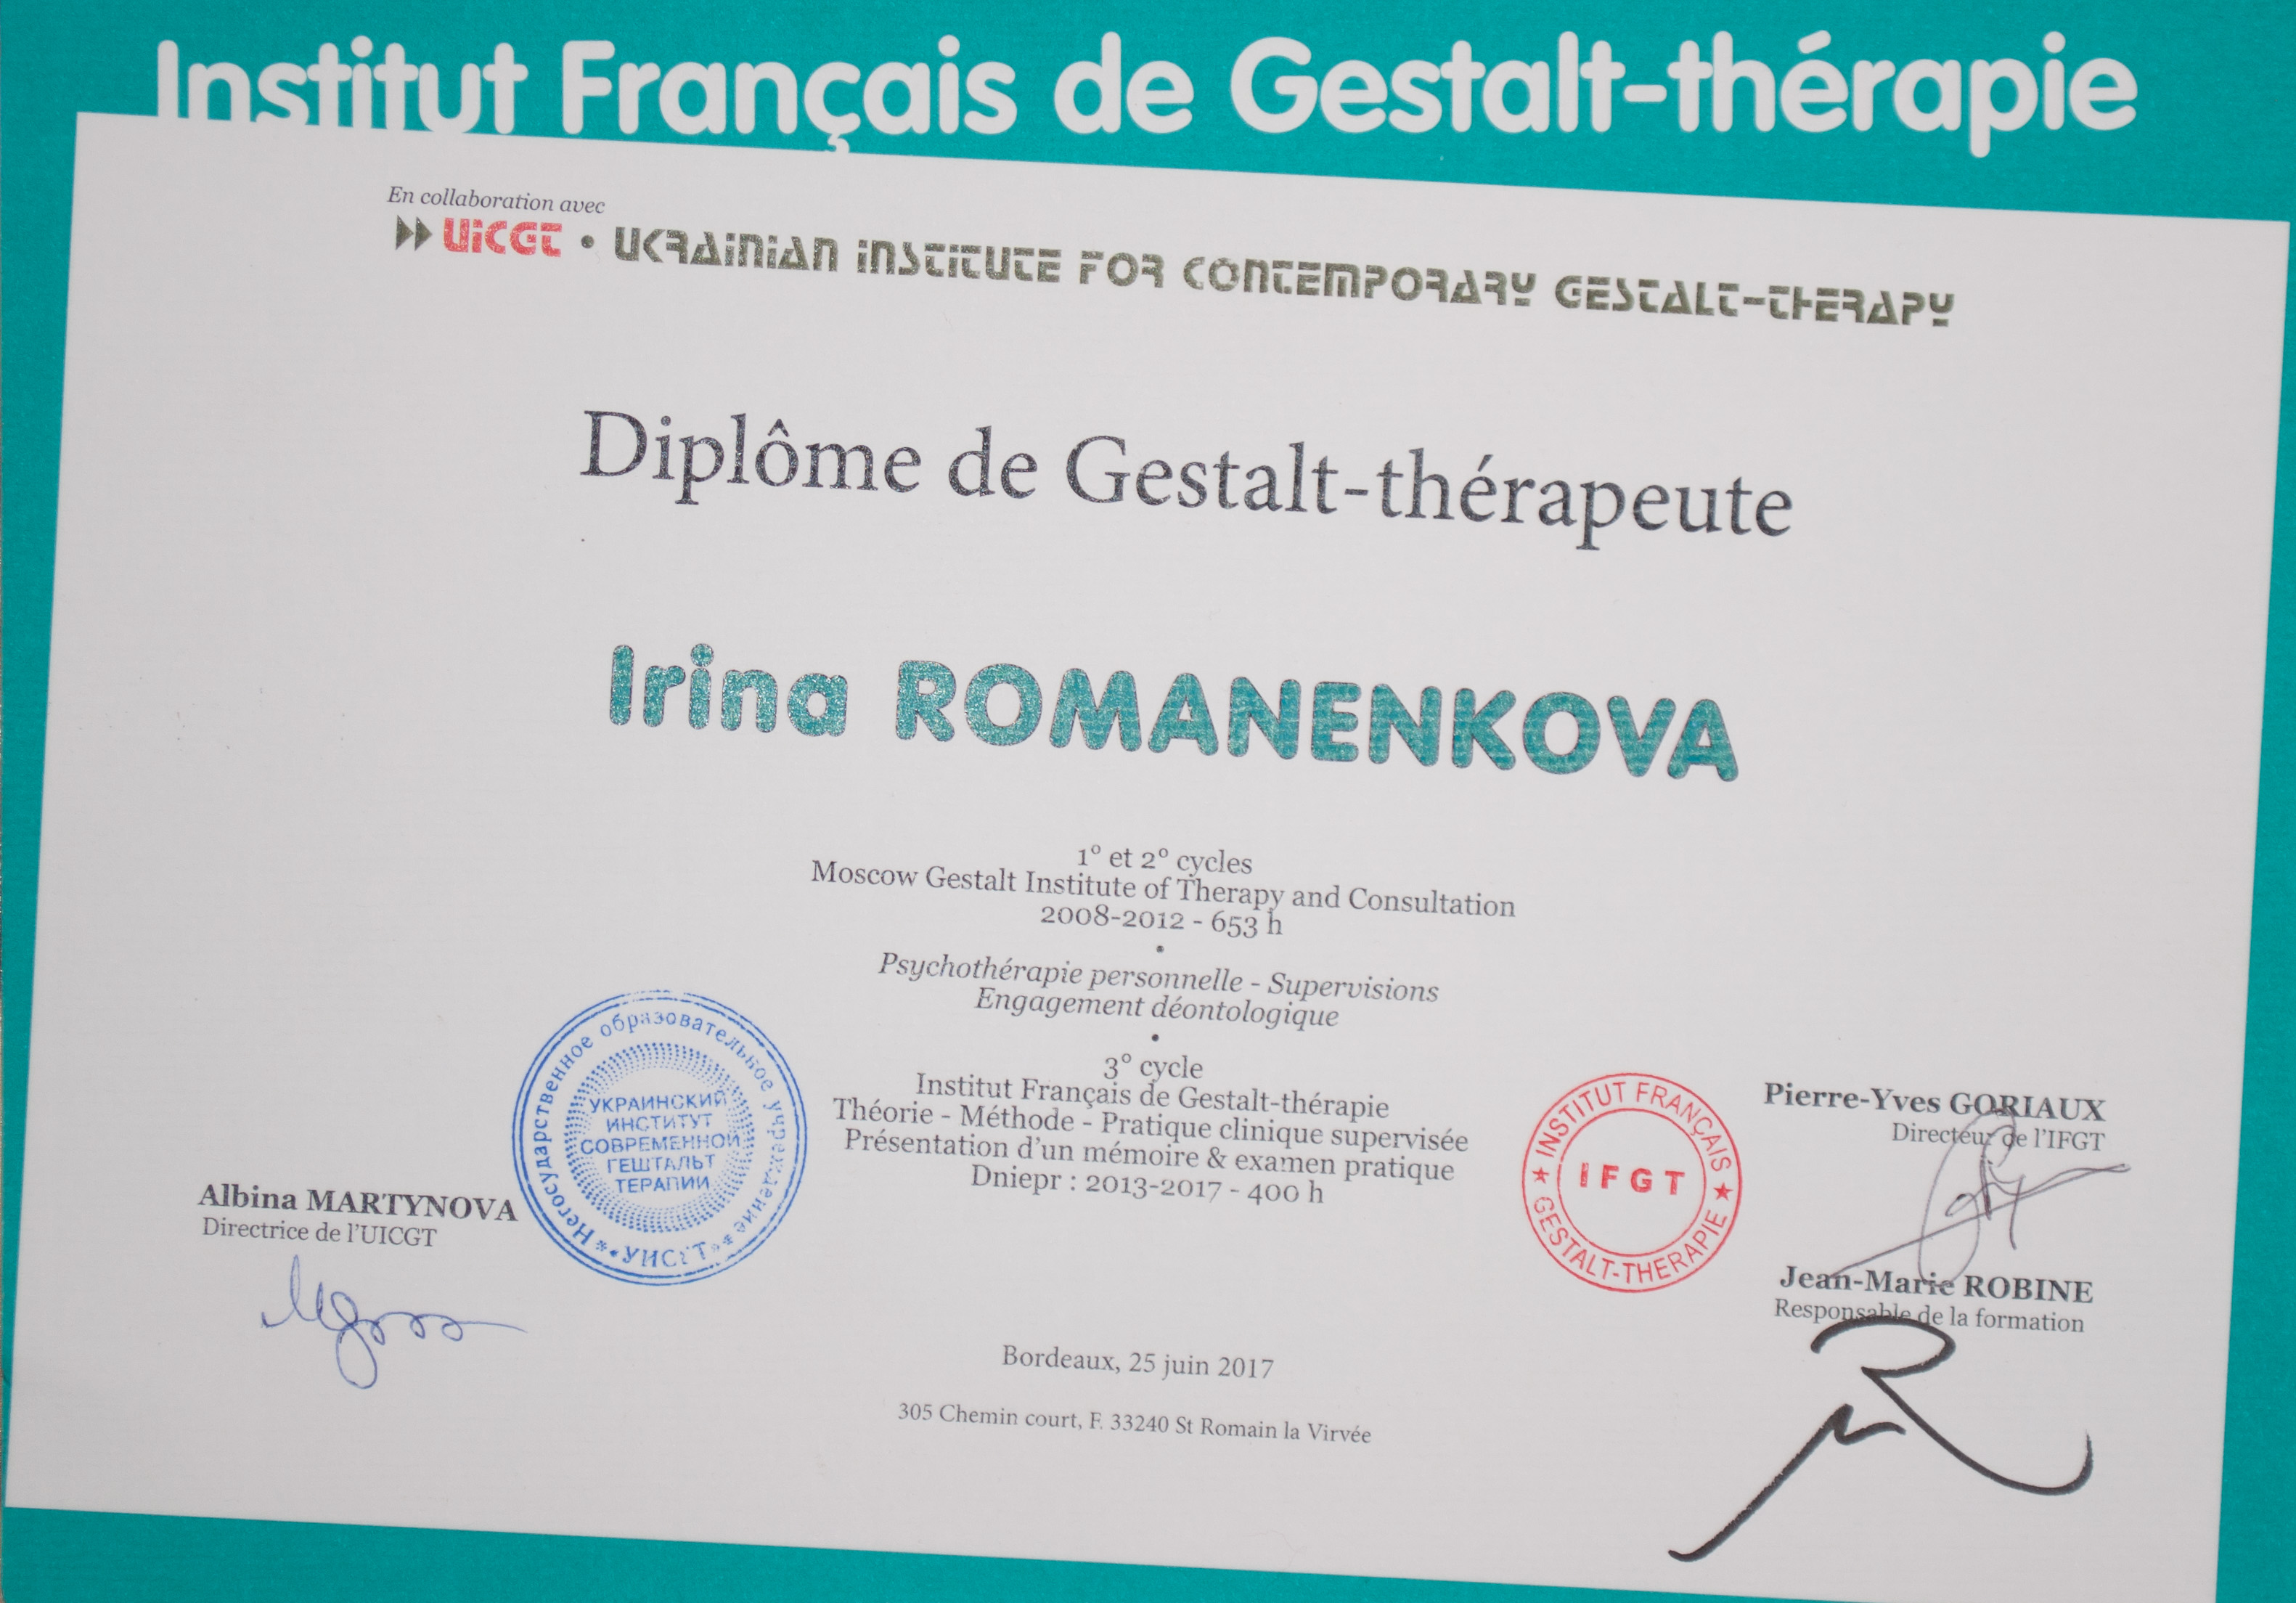 Institut Français de Gestalt-thérapie
En collaboration avec
UICGT • UKRAINIAN INSTITUTE FOR CONTEMPORARY GESTALT-THERAPY
Diplôme de Gestalt-thérapeute
Irina ROMANENKOVA
1° et 2° cycles
Moscow Gestalt Institute of Therapy and Consultation
2008-2012 - 653 h
•
Psychothérapie personnelle - Supervisions
Engagement déontologique
•
3° cycle
Institut Français de Gestalt-thérapie
Théorie - Méthode - Pratique clinique supervisée
Présentation d'un mémoire & examen pratique
Dniepr : 2013-2017 - 400 h
Albina MARTYNOVA
Directrice de l'UICGT
Негосударственное образовательное учреждение
УКРАИНСКИЙ
ИНСТИТУТ
СОВРЕМЕННОЙ
ГЕШТАЛЬТ
ТЕРАПИИ
INSTITUT FRANÇAIS
IFGT
GESTALT-THERAPIE
Pierre-Yves GORIAUX
Directeur de l'IFGT
Jean-Marie ROBINE
Responsable de la formation
Bordeaux, 25 juin 2017
305 Chemin court, F. 33240 St Romain la Virvée